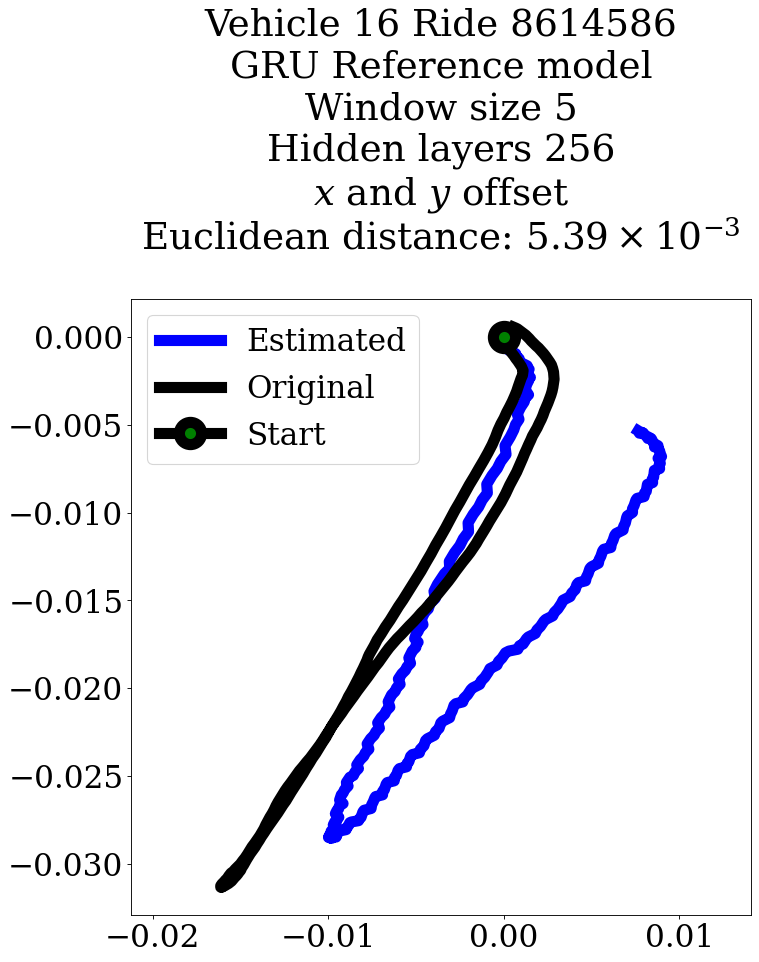 Vehicle 16 Ride 8614586
GRU Reference model
Window size 5
Hidden layers 256
x and y offset
Euclidean distance: 5.39 × 10⁻³
Estimated
Original
Start
0.000
−0.005
−0.010
−0.015
−0.020
−0.025
−0.030
−0.02
−0.01
0.00
0.01